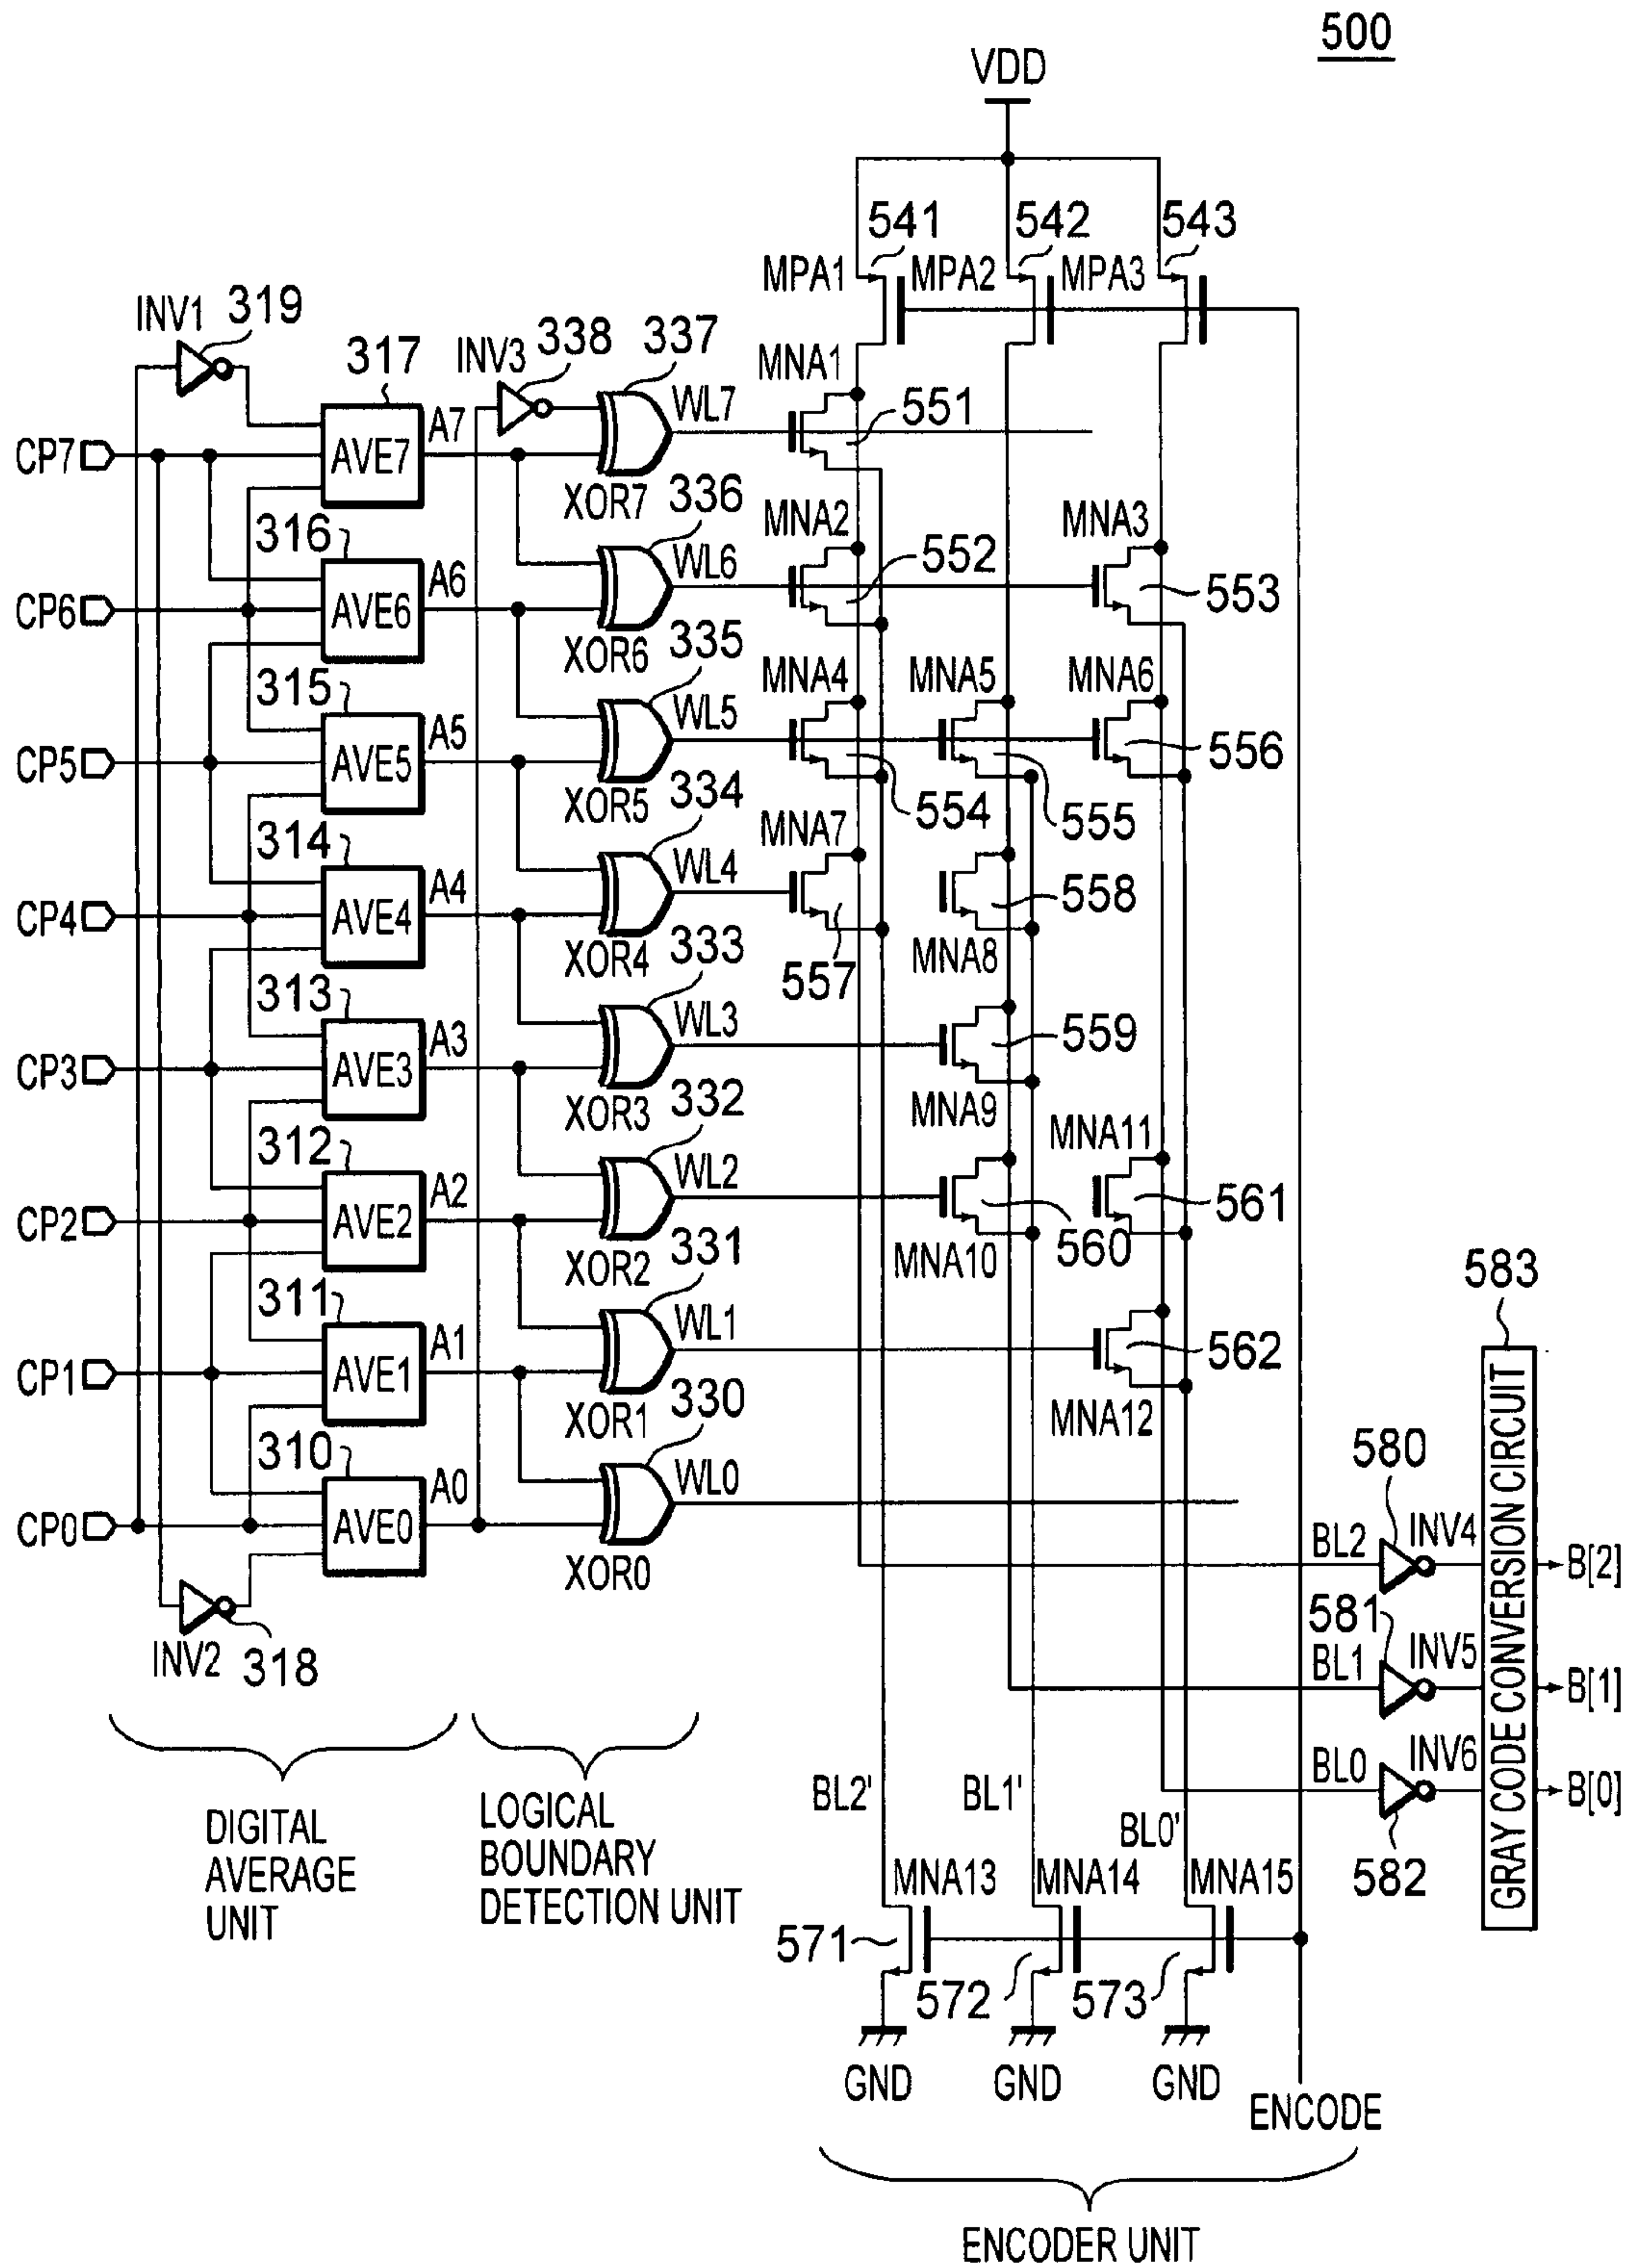 500
VDD
541
542
543
MPA1
MPA2
MPA3
INV1
319
317
INV3
338
337
MNA1
WL7
551
A7
CP7
AVE7
XOR7
336
316
MNA2
MNA3
A6
WL6
552
553
CP6
AVE6
XOR6
335
315
MNA4
MNA5
MNA6
A5
WL5
556
CP5
AVE5
XOR5
334
554
555
314
MNA7
A4
WL4
558
CP4
AVE4
XOR4
333
557
MNA8
313
A3
WL3
559
CP3
AVE3
XOR3
332
MNA9
MNA11
312
A2
WL2
561
CP2
AVE2
XOR2
331
MNA10
560
311
A1
WL1
562
583
CP1
AVE1
XOR1
330
MNA12
310
A0
WL0
580
CP0
AVE0
XOR0
BL2
INV4
B[2]
581
INV2
318
BL1
INV5
B[1]
BL0
INV6
B[0]
582
GRAY CODE CONVERSION CIRCUIT
DIGITAL
AVERAGE
UNIT
LOGICAL
BOUNDARY
DETECTION UNIT
BL2'
BL1'
BL0'
MNA13
MNA14
MNA15
571
572
573
GND
GND
GND
ENCODE
ENCODER UNIT